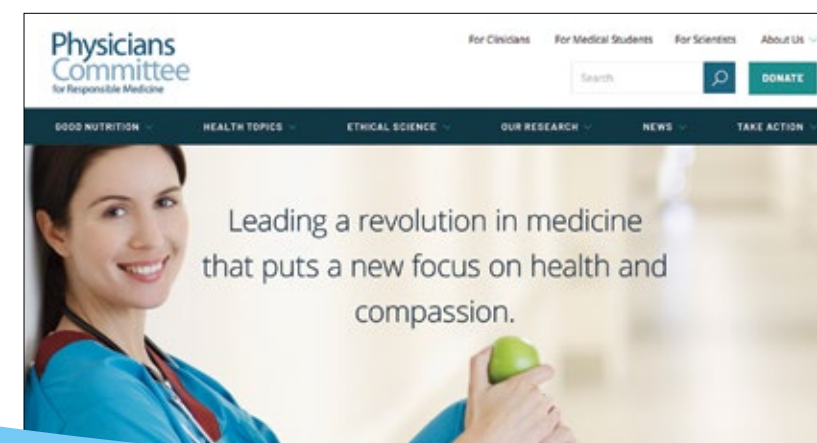 Physicians
Committee
for Responsible Medicine
For Clinicians For Medical Students For Scientists About Us
Search
DONATE
GOOD NUTRITION HEALTH TOPICS ETHICAL SCIENCE OUR RESEARCH NEWS TAKE ACTION
Leading a revolution in medicine
that puts a new focus on health and
compassion.